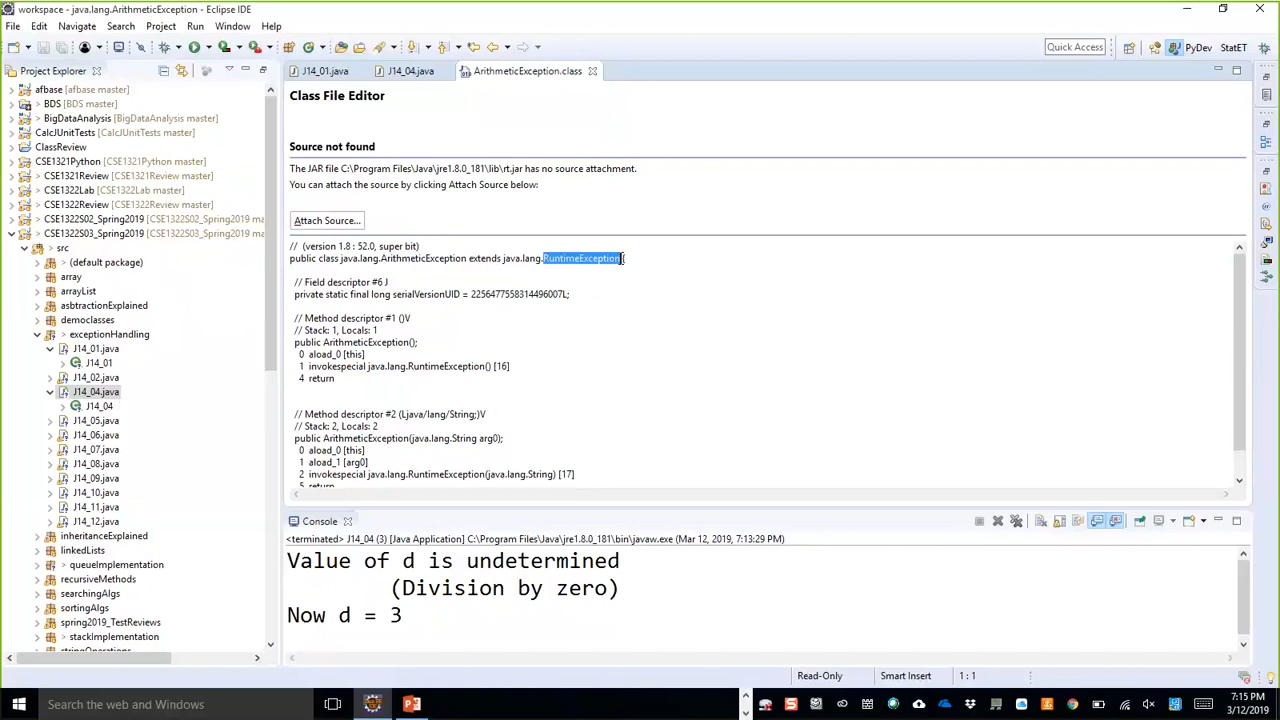 workspace - java.lang.ArithmeticException - Eclipse IDE
File Edit Navigate Search Project Run Window Help
Quick Access
PyDev
StatET
Project Explorer
J14_01.java
J14_04.java
ArithmeticException.class
afbase [afbase master]
> BDS [BDS master]
> BigDataAnalysis [BigDataAnalysis master]
CalcJUnitTests [CalcJUnitTests master]
ClassReview
CSE1321Python [CSE1321Python master]
> CSE1321Review [CSE1321Review master]
> CSE1322Lab [CSE1322Lab master]
> CSE1322Review [CSE1322Review master]
> CSE1322S02_Spring2019 [CSE1322S02_Spring2019 ma
> CSE1322S03_Spring2019 [CSE1322S03_Spring2019 ma
> src
> (default package)
array
arrayList
asbtractionExplained
democlasses
> exceptionHandling
J14_01.java
J14_01
J14_02.java
J14_04.java
J14_04
J14_05.java
J14_06.java
J14_07.java
J14_08.java
J14_09.java
J14_10.java
J14_11.java
J14_12.java
inheritanceExplained
linkedLists
> queueImplementation
recursiveMethods
searchingAlgs
sortingAlgs
spring2019_TestReviews
> stackImplementation
stringOperations
Class File Editor
Source not found
The JAR file C:\Program Files\Java\jre1.8.0_181\lib\rt.jar has no source attachment.
You can attach the source by clicking Attach Source below:
Attach Source...
// (version 1.8 : 52.0, super bit)
public class java.lang.ArithmeticException extends java.lang.RuntimeException {
// Field descriptor #6 J
private static final long serialVersionUID = 2256477558314496007L;
// Method descriptor #1 ()V
// Stack: 1, Locals: 1
public ArithmeticException();
0 aload_0 [this]
1 invokespecial java.lang.RuntimeException() [16]
4 return
// Method descriptor #2 (Ljava/lang/String;)V
// Stack: 2, Locals: 2
public ArithmeticException(java.lang.String arg0);
0 aload_0 [this]
1 aload_1 [arg0]
2 invokespecial java.lang.RuntimeException(java.lang.String) [17]
5 return
Console
<terminated> J14_04 (3) [Java Application] C:\Program Files\Java\jre1.8.0_181\bin\javaw.exe (Mar 12, 2019, 7:13:29 PM)
Value of d is undetermined
(Division by zero)
Now d = 3
Read-Only
Smart Insert
1 : 1
Search the web and Windows
7:15 PM
3/12/2019